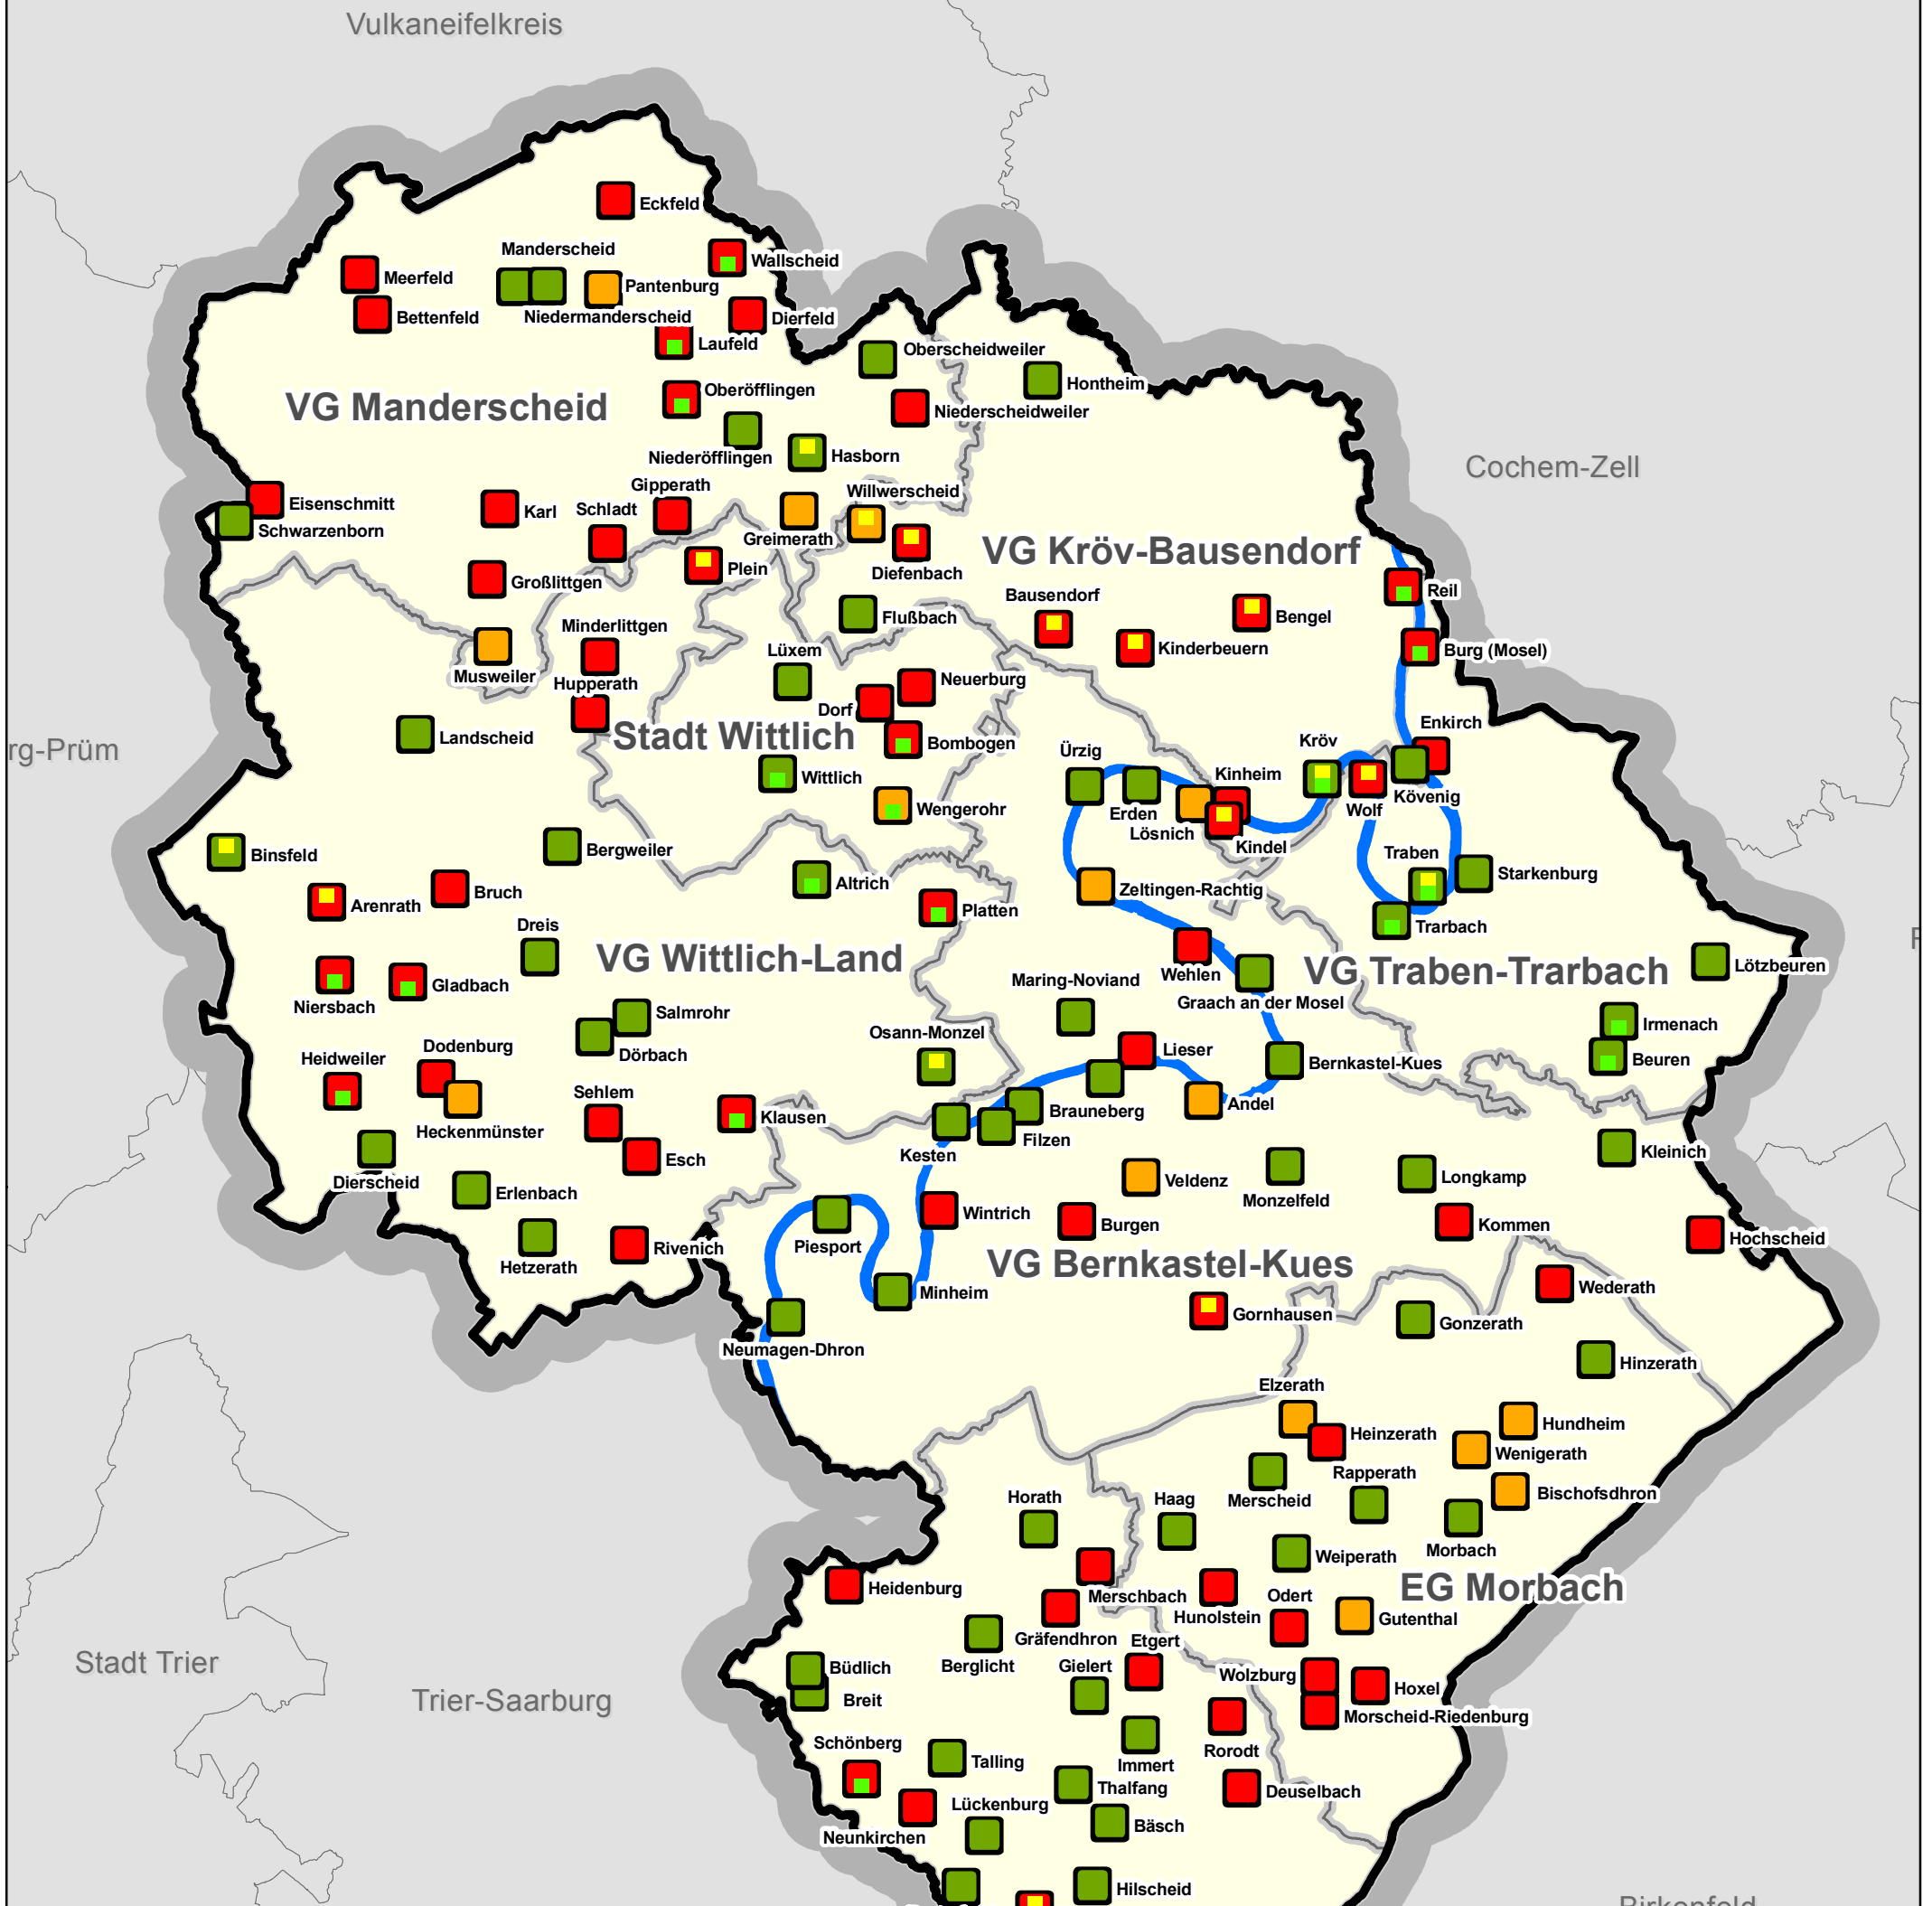 Vulkaneifelkreis
Eckfeld
Manderscheid
Wallscheid
Meerfeld
Pantenburg
Bettenfeld
Niedermanderscheid
Dierfeld
Laufeld
Oberscheidweiler
Hontheim
Oberöfflingen
VG Manderscheid
Niederscheidweiler
Niederöfflingen
Hasborn
Cochem-Zell
Gipperath
Willwerscheid
Eisenschmitt
Karl
Schladt
Schwarzenborn
Greimerath
VG Kröv-Bausendorf
Plein
Diefenbach
Großlittgen
Reil
Bausendorf
Flußbach
Bengel
Minderlittgen
Kinderbeuern
Burg (Mosel)
Lüxem
Musweiler
Neuerburg
Hupperath
Dorf
Enkirch
Landscheid
Stadt Wittlich
Bombogen
Kröv
rg-Prüm
Ürzig
Wittlich
Kinheim
Kövenig
Wengerohr
Erden
Wolf
Lösnich
Kindel
Bergweiler
Binsfeld
Traben
Starkenburg
Altrich
Bruch
Zeltingen-Rachtig
Arenrath
Platten
Trarbach
Dreis
VG Wittlich-Land
Lötzbeuren
Wehlen
VG Traben-Trarbach
Maring-Noviand
Gladbach
Graach an der Mosel
Niersbach
Salmrohr
Irmenach
Osann-Monzel
Dodenburg
Dörbach
Lieser
Heidweiler
Beuren
Bernkastel-Kues
Sehlem
Andel
Klausen
Brauneberg
Heckenmünster
Filzen
Kleinich
Kesten
Esch
Longkamp
Dierscheid
Veldenz
Erlenbach
Monzelfeld
Wintrich
Burgen
Kommen
Hochscheid
Piesport
Rivenich
Hetzerath
VG Bernkastel-Kues
Wederath
Minheim
Gornhausen
Gonzerath
Neumagen-Dhron
Hinzerath
Elzerath
Hundheim
Heinzerath
Wenigerath
Rapperath
Bischofsdhron
Horath
Haag
Merscheid
Morbach
Weiperath
Heidenburg
EG Morbach
Merschbach
Odert
Hunolstein
Gutenthal
Gräfendhron
Etgert
Stadt Trier
Berglicht
Gielert
Büdlich
Wolzburg
Hoxel
Trier-Saarburg
Breit
Morscheid-Riedenburg
Schönberg
Rorodt
Talling
Immert
Thalfang
Deuselbach
Lückenburg
Bäsch
Neunkirchen
Hilscheid
Birkenfeld